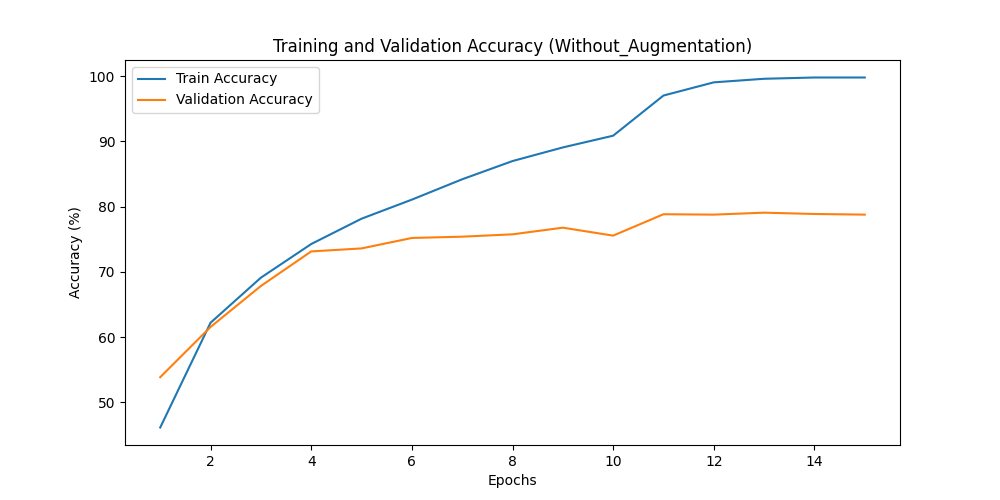 Training and Validation Accuracy (Without_Augmentation)
Train Accuracy
Validation Accuracy
Accuracy (%)
100
90
80
70
60
50
2 4 6 8 10 12 14
Epochs